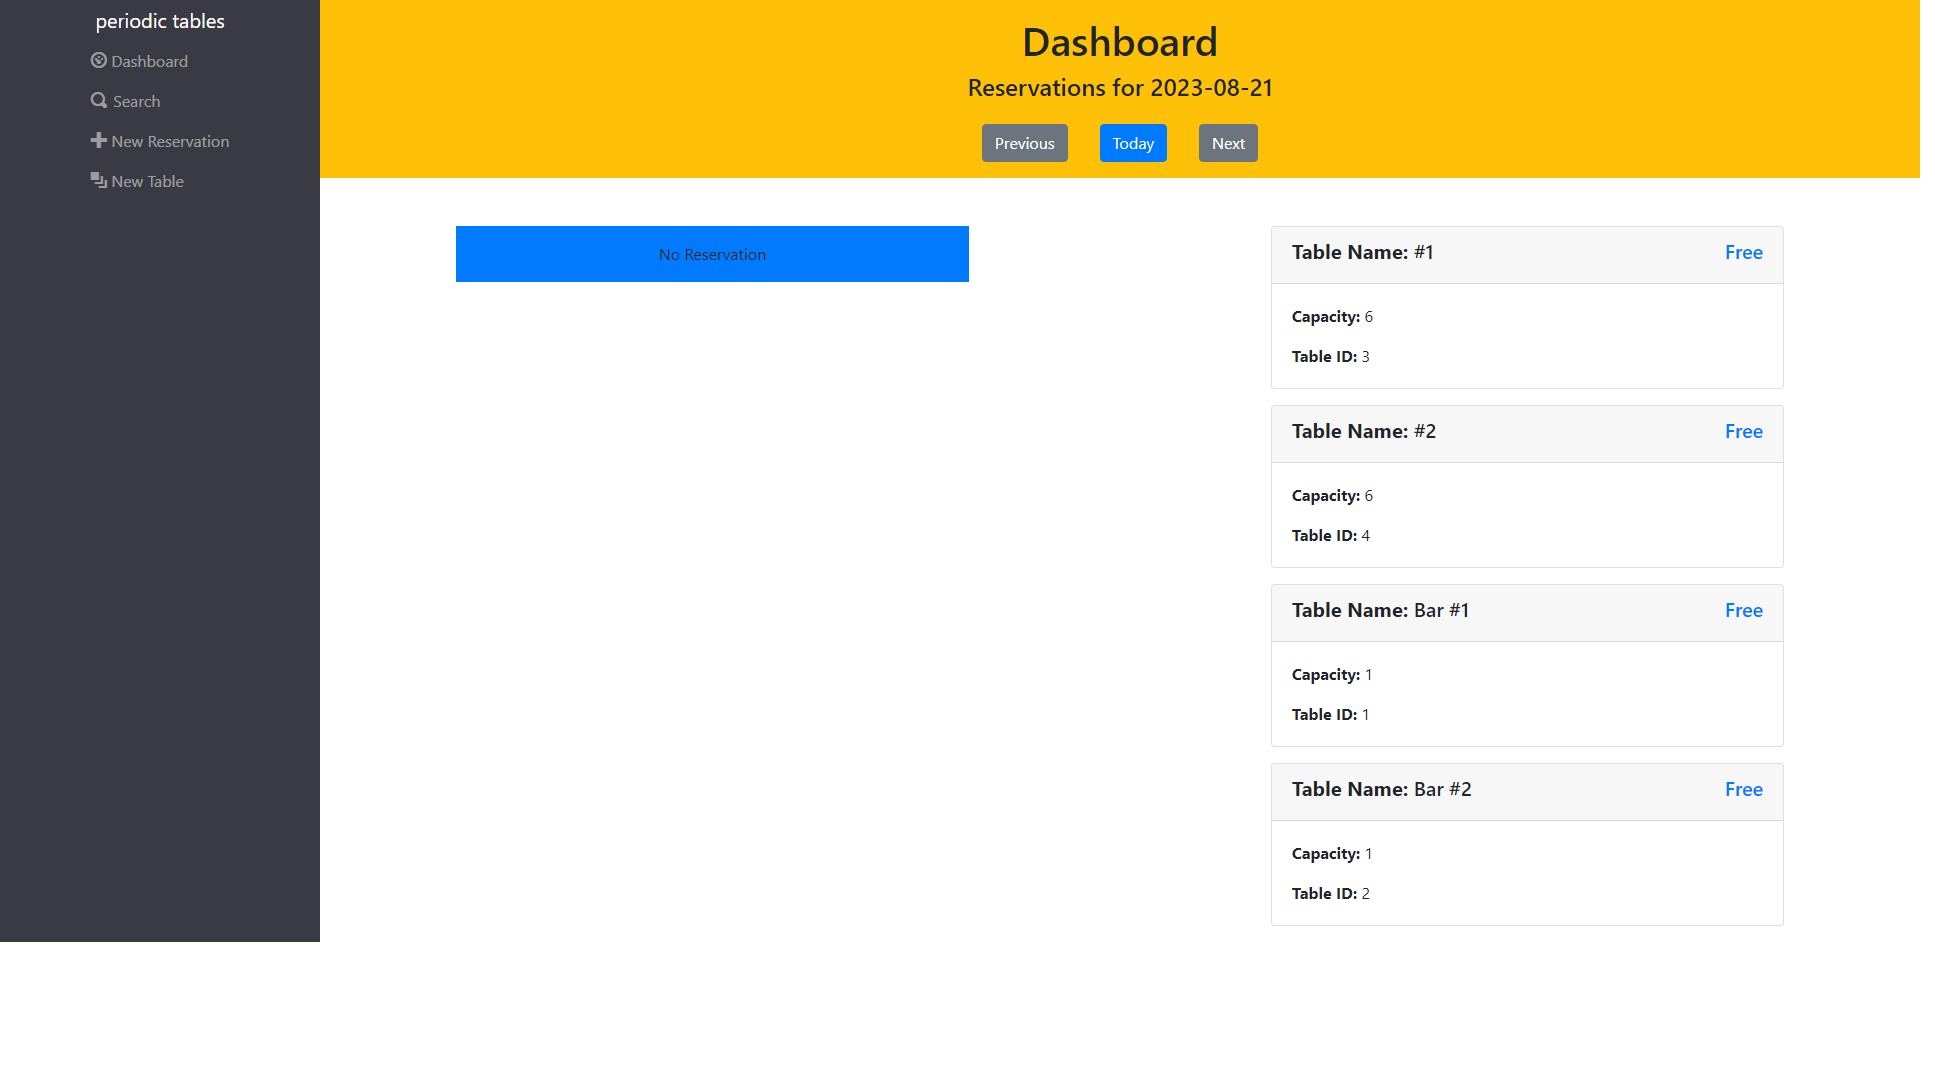 periodic tables
Dashboard
Search
New Reservation
New Table
Dashboard
Reservations for 2023-08-21
Previous
Today
Next
No Reservation
Table Name: #1 Free
Capacity: 6
Table ID: 3
Table Name: #2 Free
Capacity: 6
Table ID: 4
Table Name: Bar #1 Free
Capacity: 1
Table ID: 1
Table Name: Bar #2 Free
Capacity: 1
Table ID: 2